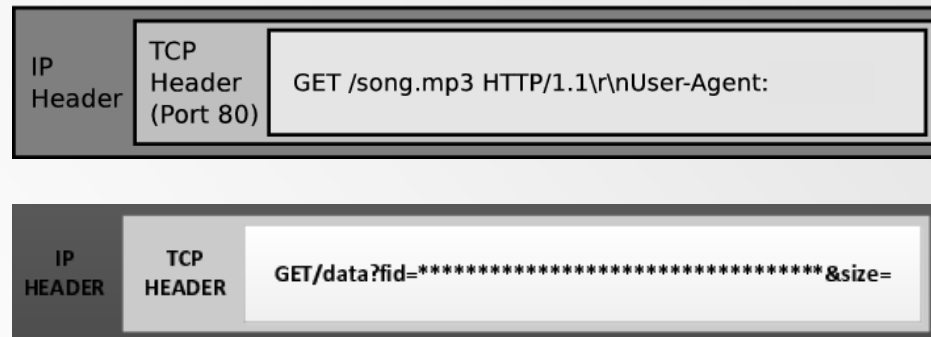 IP
Header
TCP
Header
(Port 80)
GET /song.mp3 HTTP/1.1\r\nUser-Agent:
IP
HEADER
TCP
HEADER
GET/data?fid=**********************************&size=